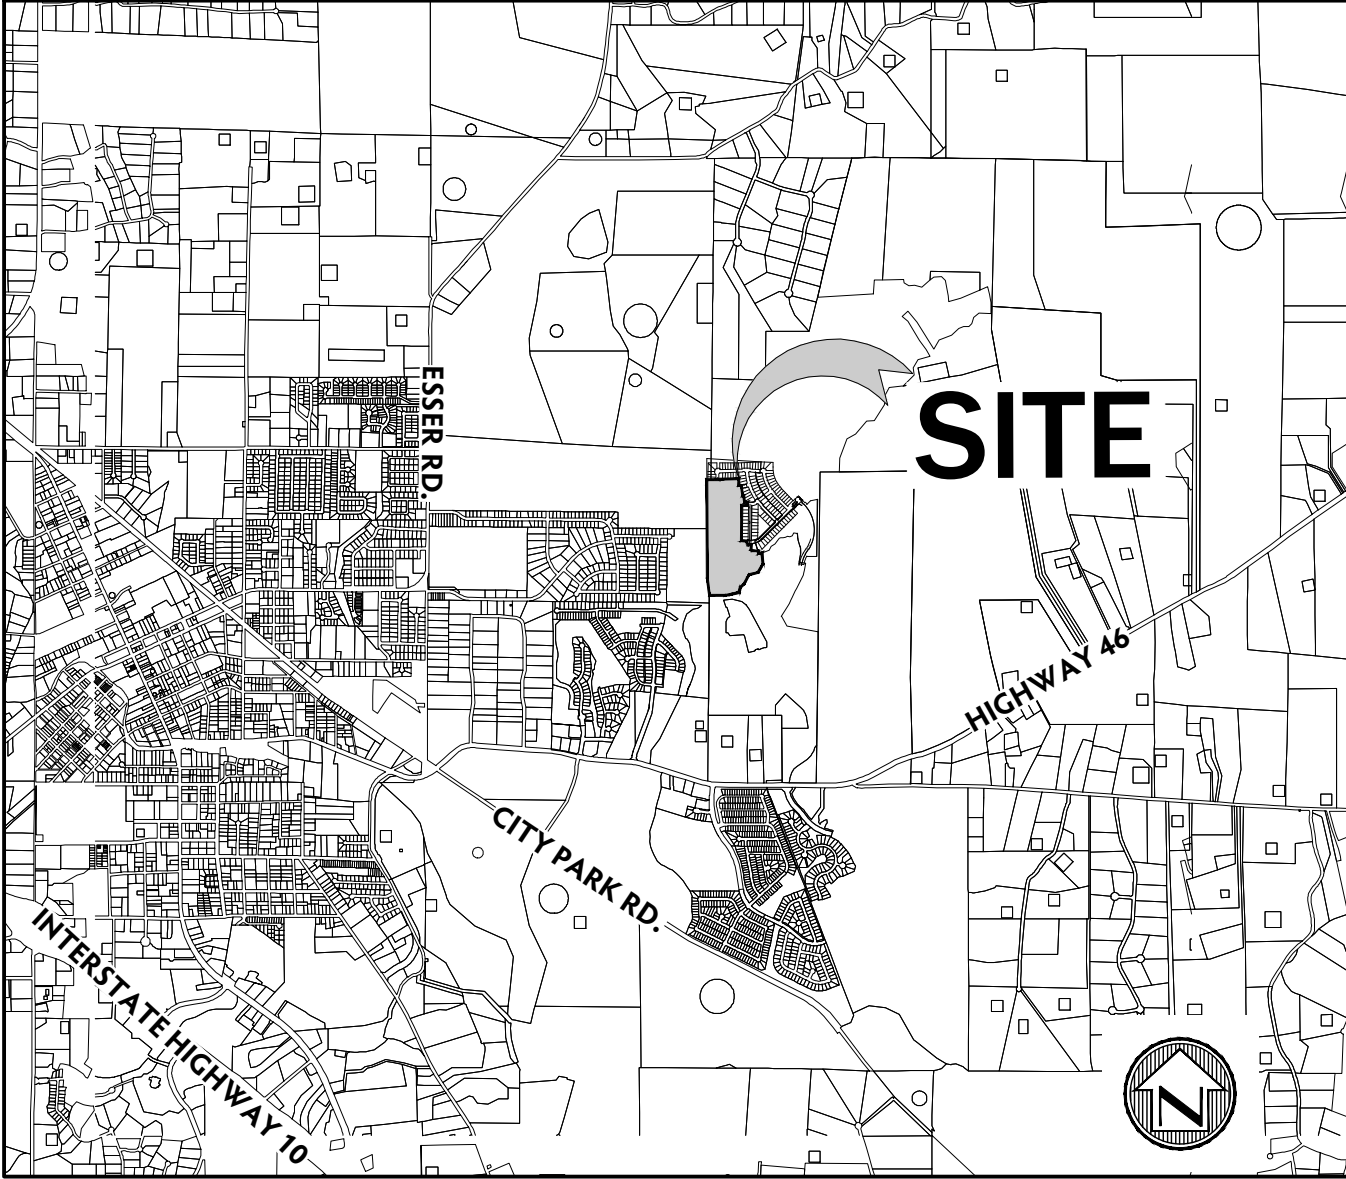 ESSER RD.
SITE
HIGHWAY 46
CITY PARK RD.
INTERSTATE HIGHWAY 10
N